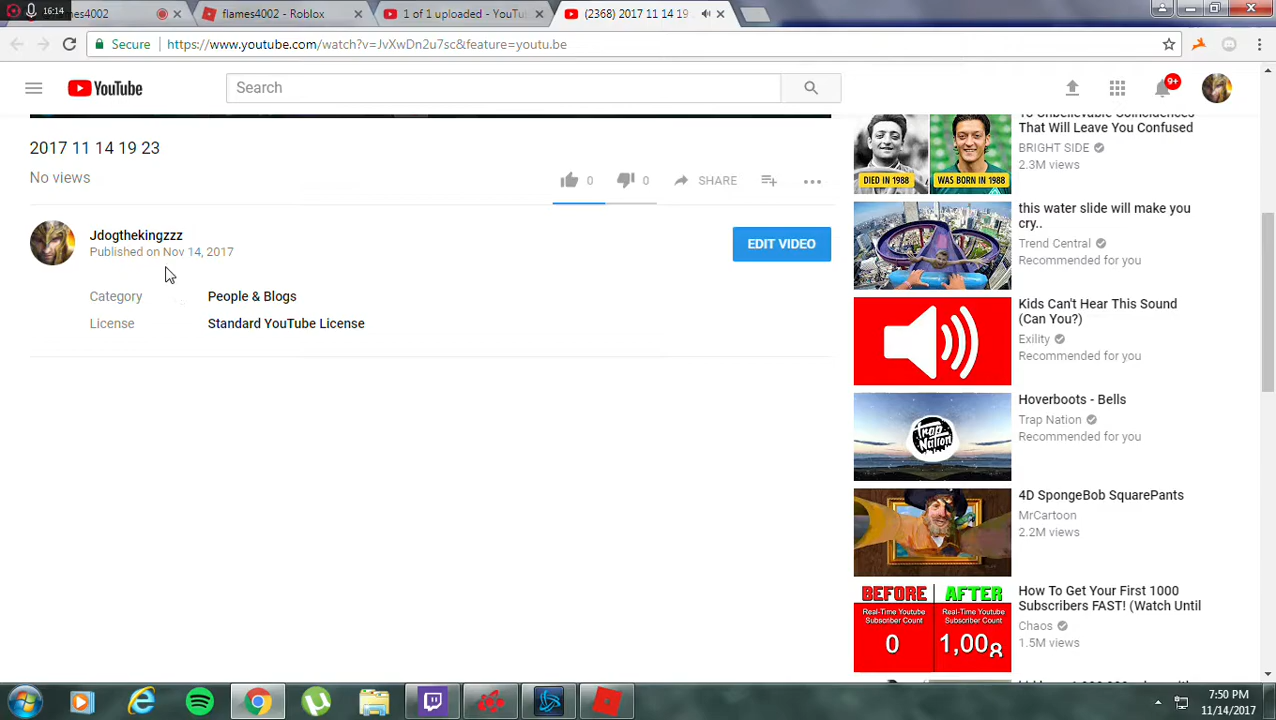 16:14
es4002
flames4002 - Roblox
1 of 1 uploaded - YouTu
(2368) 2017 11 14 19
Secure
https://www.youtube.com/watch?v=JvXwDn2u7sc&feature=youtu.be
YouTube
Search
9+
2017 11 14 19 23
No views
0
0
SHARE
Jdogthekingzzz
Published on Nov 14, 2017
EDIT VIDEO
Category
People & Blogs
License
Standard YouTube License
10 Unbelievable Coincidences
That Will Leave You Confused
BRIGHT SIDE
2.3M views
DIED IN 1988
WAS BORN IN 1988
this water slide will make you
cry..
Trend Central
Recommended for you
Kids Can't Hear This Sound
(Can You?)
Exility
Recommended for you
Hoverboots - Bells
Trap Nation
Recommended for you
Trap
Nation
4D SpongeBob SquarePants
MrCartoon
2.2M views
How To Get Your First 1000
Subscribers FAST! (Watch Until
Chaos
1.5M views
BEFORE
AFTER
Real-Time Youtube
Subscriber Count
Real-Time Youtube
Subscriber Count
0
1,008
7:50 PM
11/14/2017